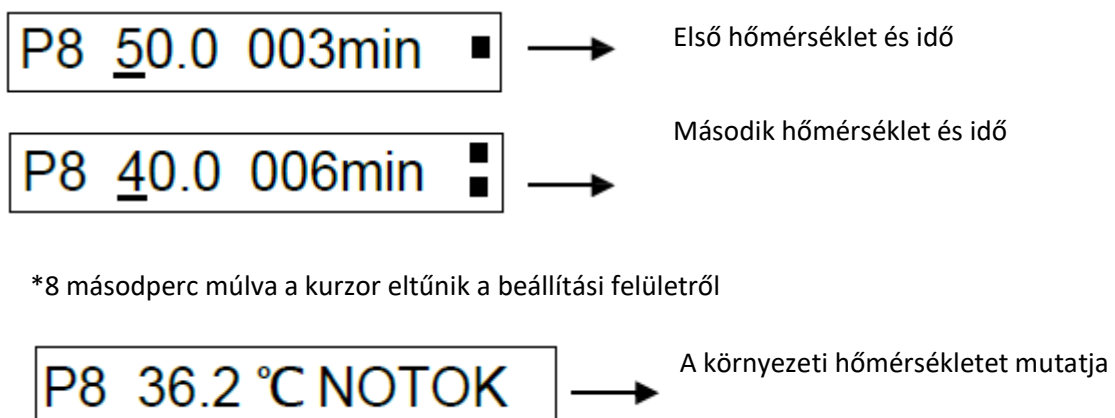 P8 50.0 003min ■
Első hőmérséklet és idő
P8 40.0 006min
Második hőmérséklet és idő
*8 másodperc múlva a kurzor eltűnik a beállítási felületről
P8 36.2 ℃ NOTOK
A környezeti hőmérsékletet mutatja